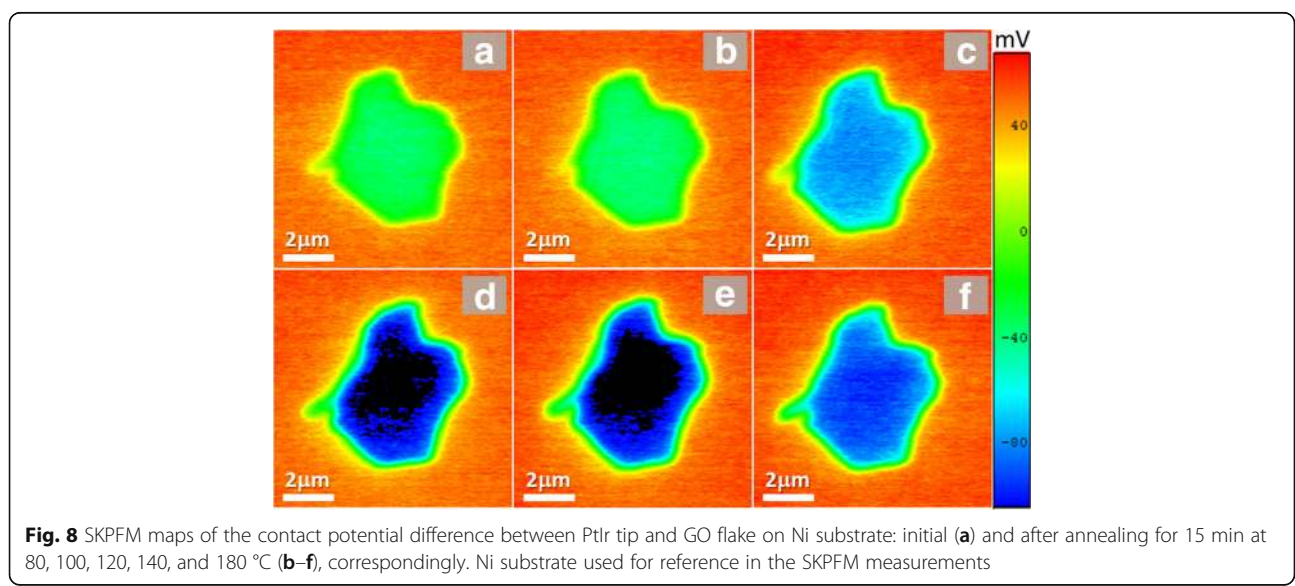 a
b
c
mV
40
0
-40
-80
2μm
2μm
2μm
d
e
f
2μm
2μm
2μm
Fig. 8 SKPFM maps of the contact potential difference between PtIr tip and GO flake on Ni substrate: initial (a) and after annealing for 15 min at
80, 100, 120, 140, and 180 °C (b–f), correspondingly. Ni substrate used for reference in the SKPFM measurements